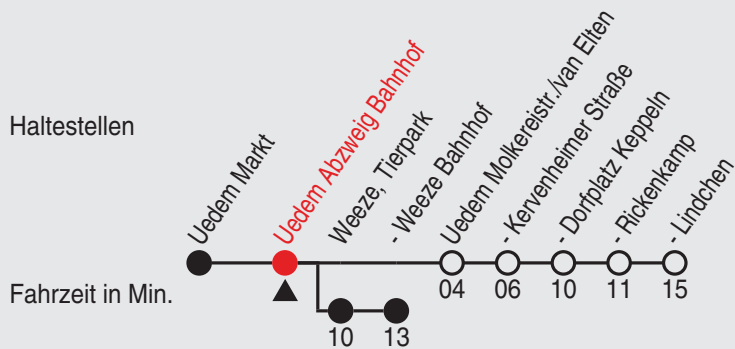 Haltestellen
Uedem Markt
Uedem Abzweig Bahnhof
Weeze, Tierpark
- Weeze Bahnhof
Uedem Molkereistr./van Elten
- Kervenheimer Straße
- Dorfplatz Keppeln
- Rickenkamp
- Lindchen
Fahrzeit in Min.
04 06 10 11 15
10 13